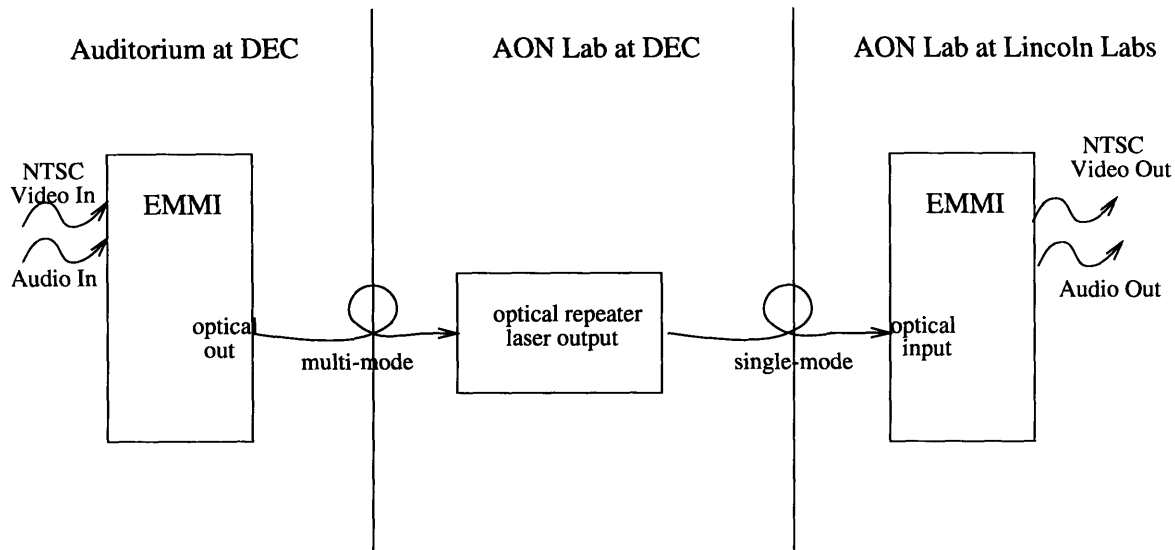 Auditorium at DEC
AON Lab at DEC
AON Lab at Lincoln Labs
NTSC
Video In
EMMI
Audio In
optical
out
multi-mode
optical repeater
laser output
single-mode
EMMI
optical
input
NTSC
Video Out
Audio Out